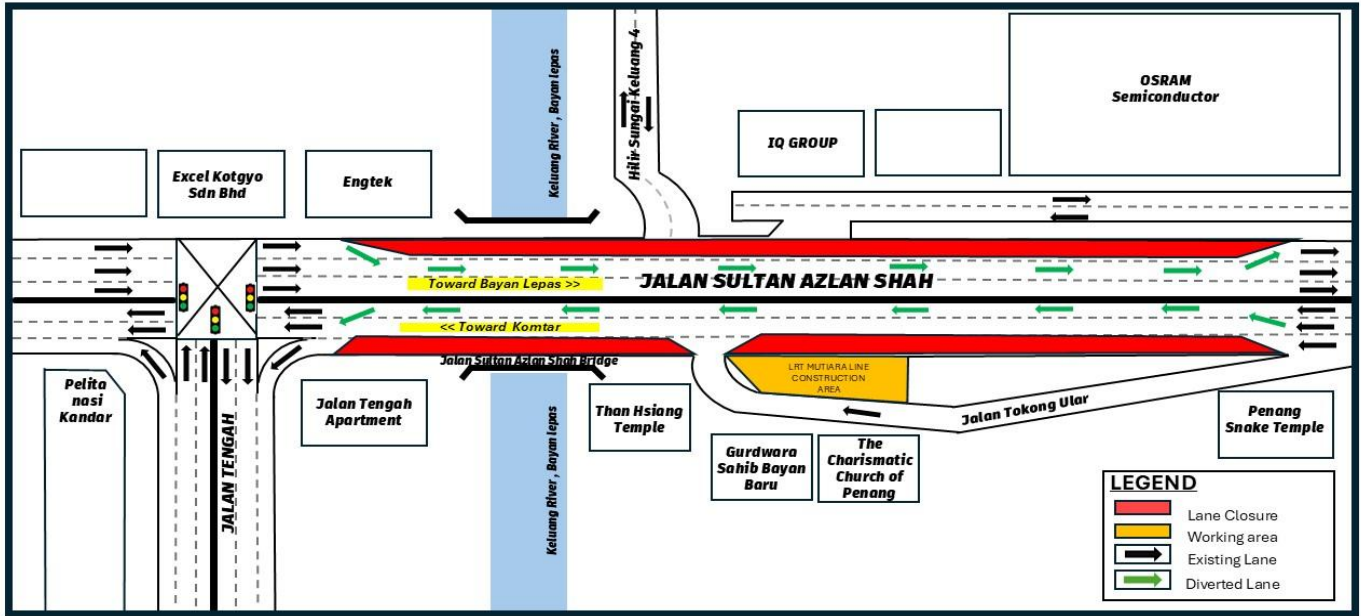 Keluang River , Bayan lepas
Hilir Sungai Keluang 4
OSRAM
Semiconductor
IQ GROUP
Excel Kotgyo
Sdn Bhd
Engtek
JALAN SULTAN AZLAN SHAH
Toward Bayan Lepas >>
<< Toward Komtar
Jalan Sultan Azlan Shah Bridge
LRT MUTIARA LINE
CONSTRUCTION
AREA
Pelita
nasi
Kandar
JALAN TENGAH
Jalan Tengah
Apartment
Keluang River , Bayan lepas
Than Hsiang
Temple
Jalan Tokong Ular
Gurdwara
Sahib Bayan
Baru
The
Charismatic
Church of
Penang
Penang
Snake Temple
LEGEND
Lane Closure
Working area
Existing Lane
Diverted Lane